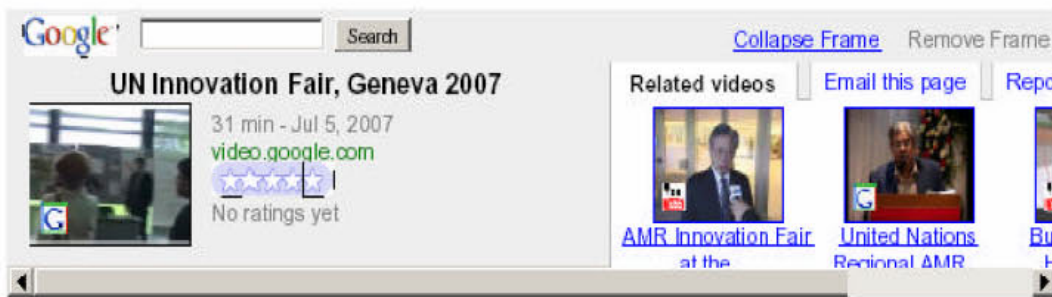 Google
Search
Collapse Frame Remove Frame
UN Innovation Fair, Geneva 2007
31 min - Jul 5, 2007
video.google.com
No ratings yet
Related videos
Email this page
AMR Innovation Fair
at the
United Nations
Regional AMR
G
G